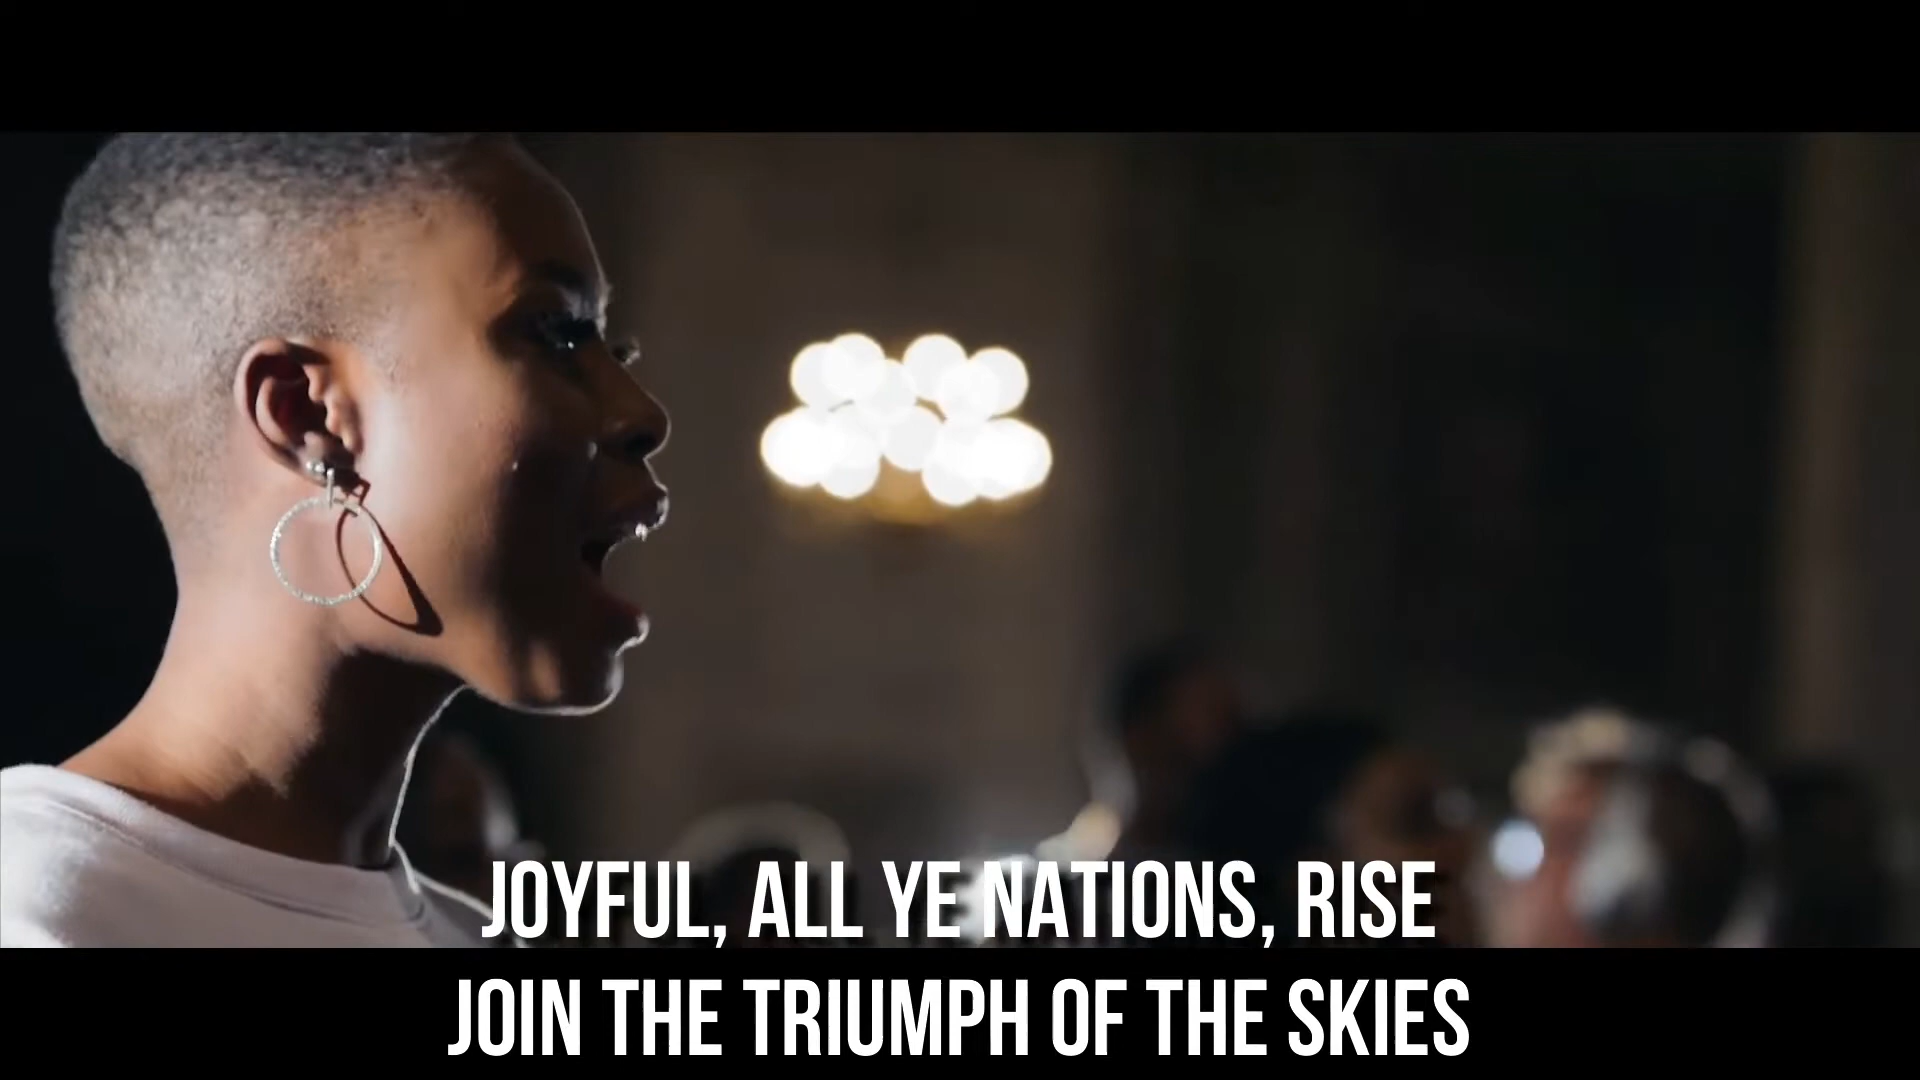 JOYFUL, ALL YE NATIONS, RISE
JOIN THE TRIUMPH OF THE SKIES